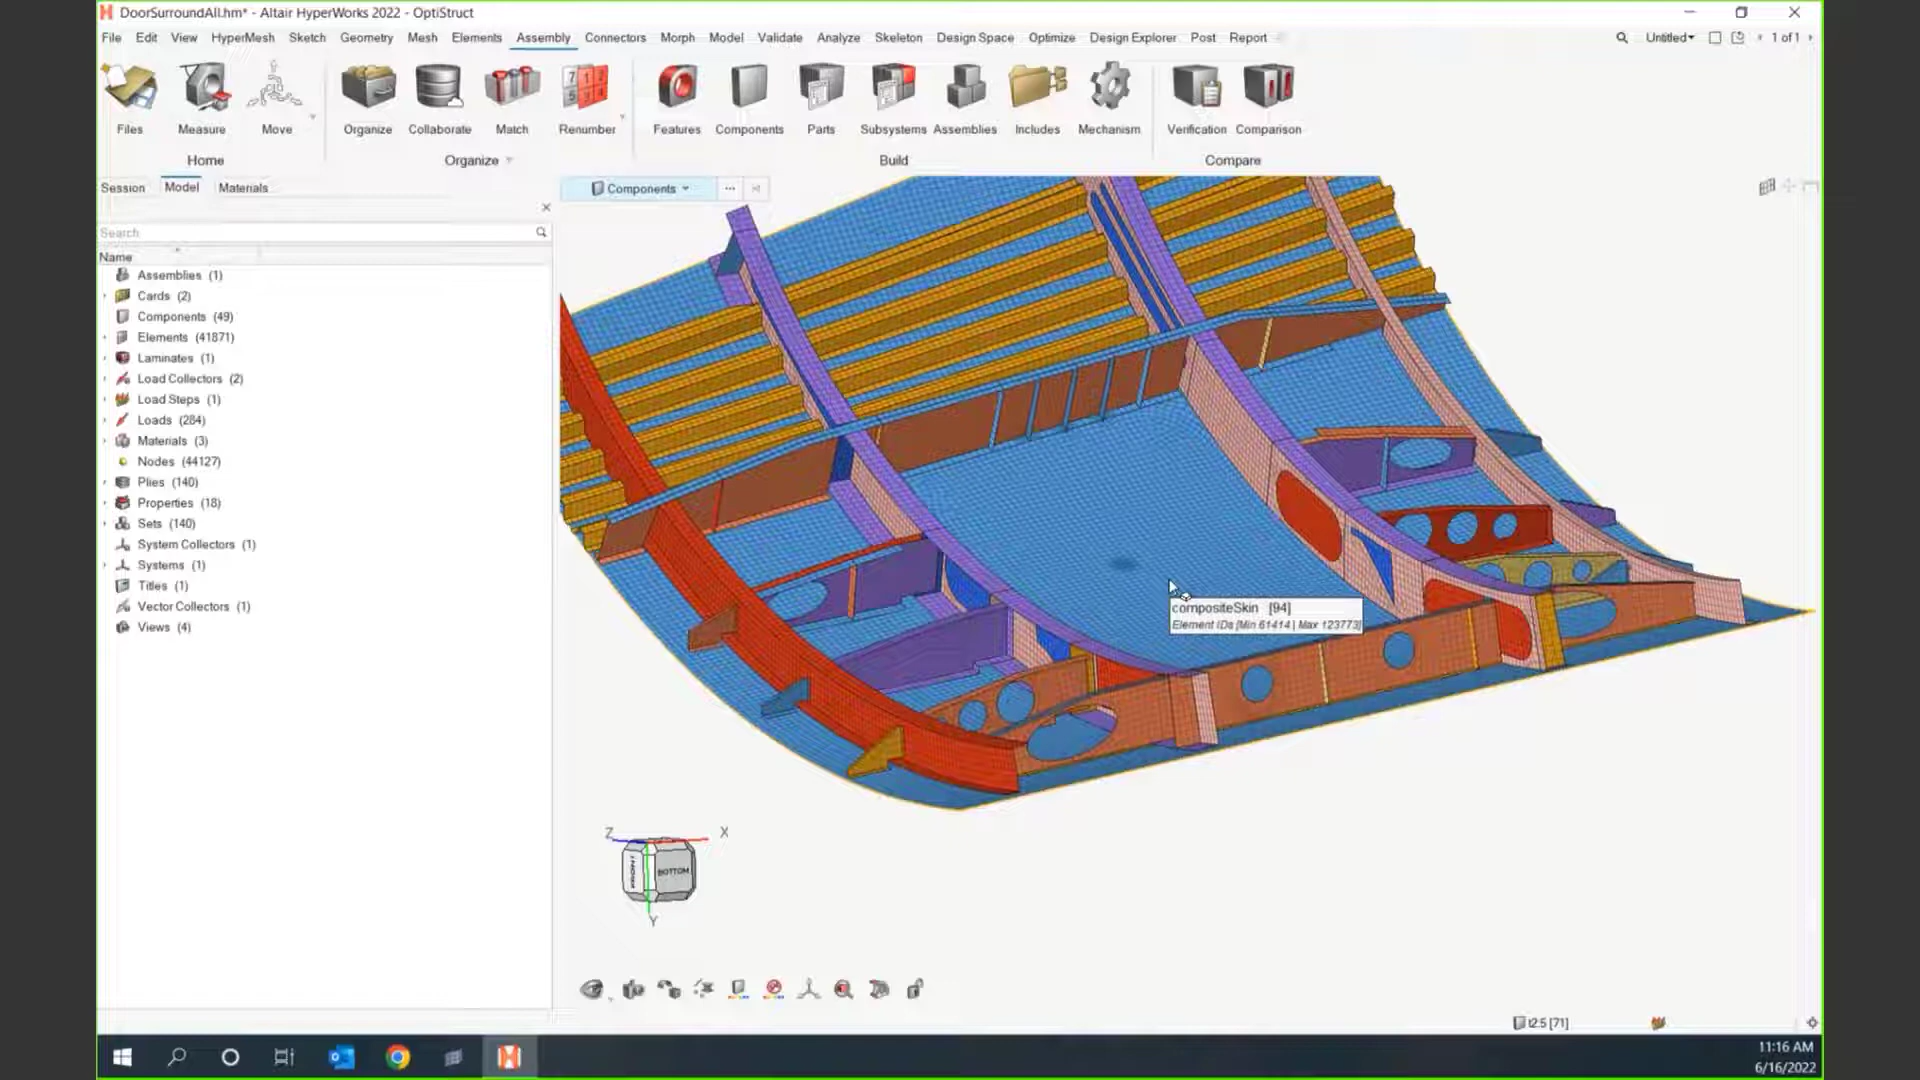 DoorSurroundAll.hm* - Altair HyperWorks 2022 - OptiStruct
File Edit View HyperMesh Sketch Geometry Mesh Elements Assembly Connectors Morph Model Validate Analyze Skeleton Design Space Optimize Design Explorer Post Report
Untitled 1 of 1
Files Measure Move Organize Collaborate Match Renumber Features Components Parts Subsystems Assemblies Includes Mechanism Verification Comparison
Home Organize Build Compare
Session Model Materials
Components
Search
Name
Assemblies (1)
Cards (2)
Components (49)
Elements (41871)
Laminates (1)
Load Collectors (2)
Load Steps (1)
Loads (284)
Materials (3)
Nodes (44127)
Plies (140)
Properties (18)
Sets (140)
System Collectors (1)
Systems (1)
Titles (1)
Vector Collectors (1)
Views (4)
compositeSkin [94]
Element IDs [Min 61414 | Max 123773]
Z X
BOTTOM
Y
t2.5 [71]
11:16 AM
6/16/2022